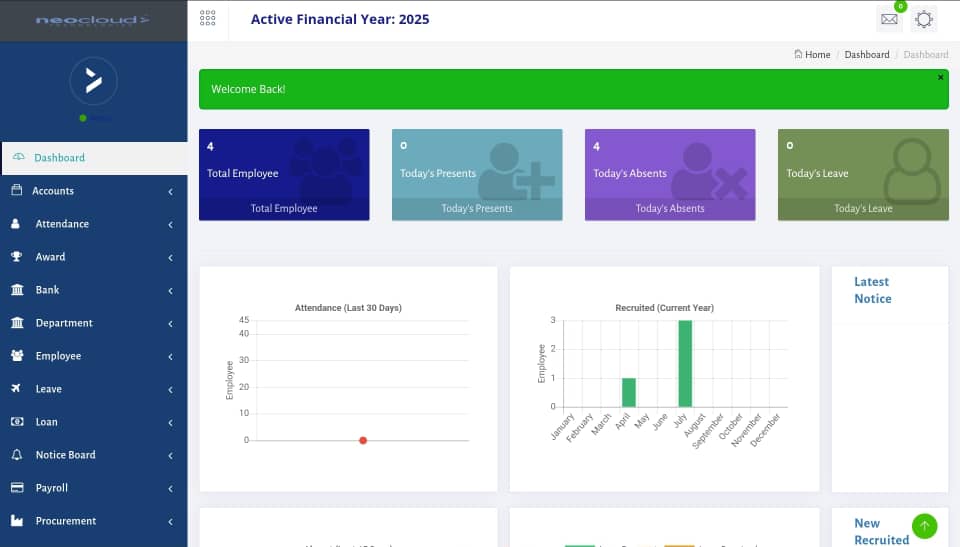 neocloud
Active Financial Year: 2025
0
Home / Dashboard / Dashboard
Welcome Back!
×
4
Total Employee
Total Employee
0
Today's Presents
Today's Presents
4
Today's Absents
Today's Absents
0
Today's Leave
Today's Leave
Dashboard
Accounts
Attendance
Award
Bank
Department
Employee
Leave
Loan
Notice Board
Payroll
Procurement
Attendance (Last 30 Days)
45
40
30
20
10
0
Employee
Recruited (Current Year)
3
2
1
0
Employee
January
February
March
April
May
June
July
August
September
October
November
December
Latest
Notice
New
Recruited